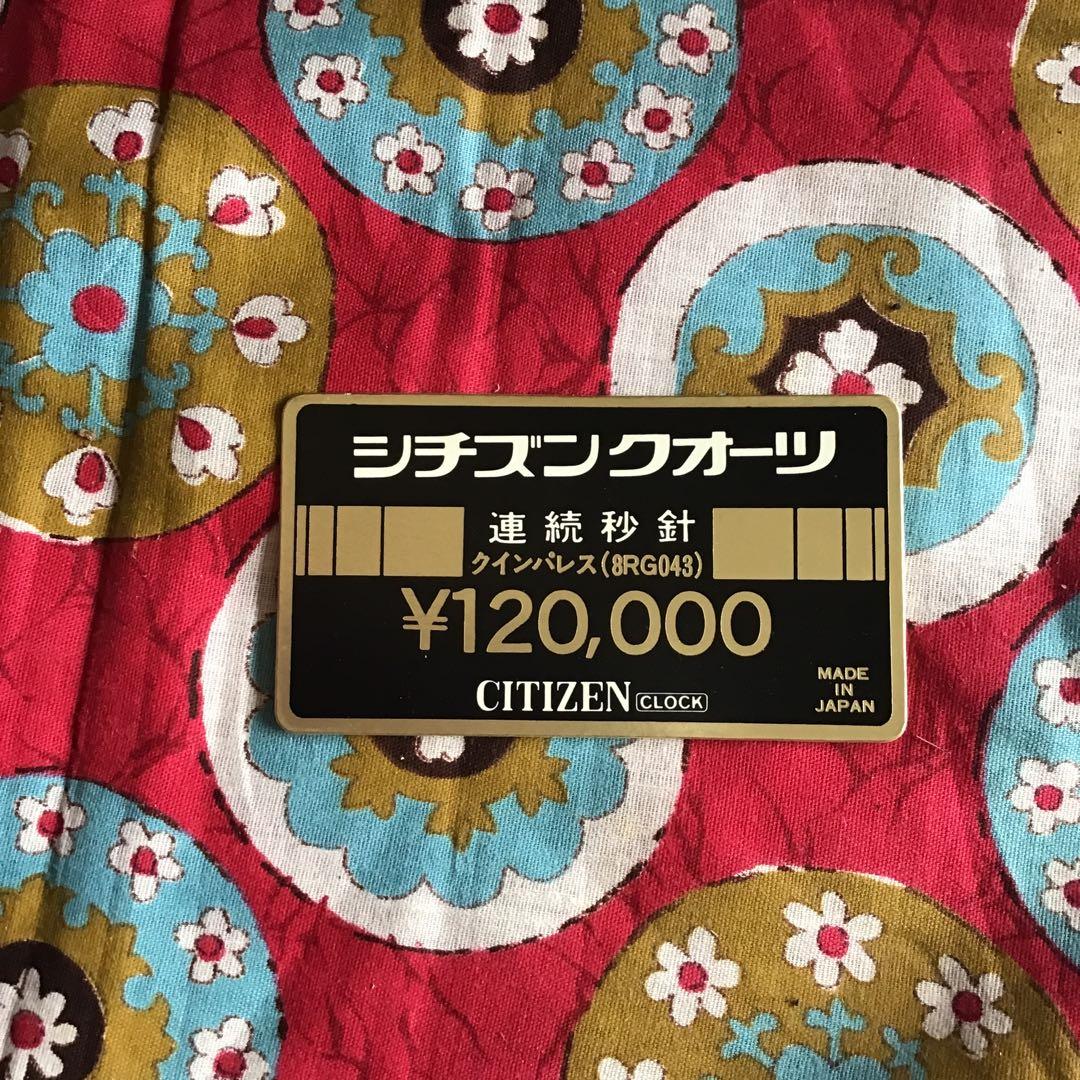 シチズンクオーツ
連続秒針
クインパレス(8RG043)
¥120,000
CITIZEN CLOCK
MADE
IN
JAPAN